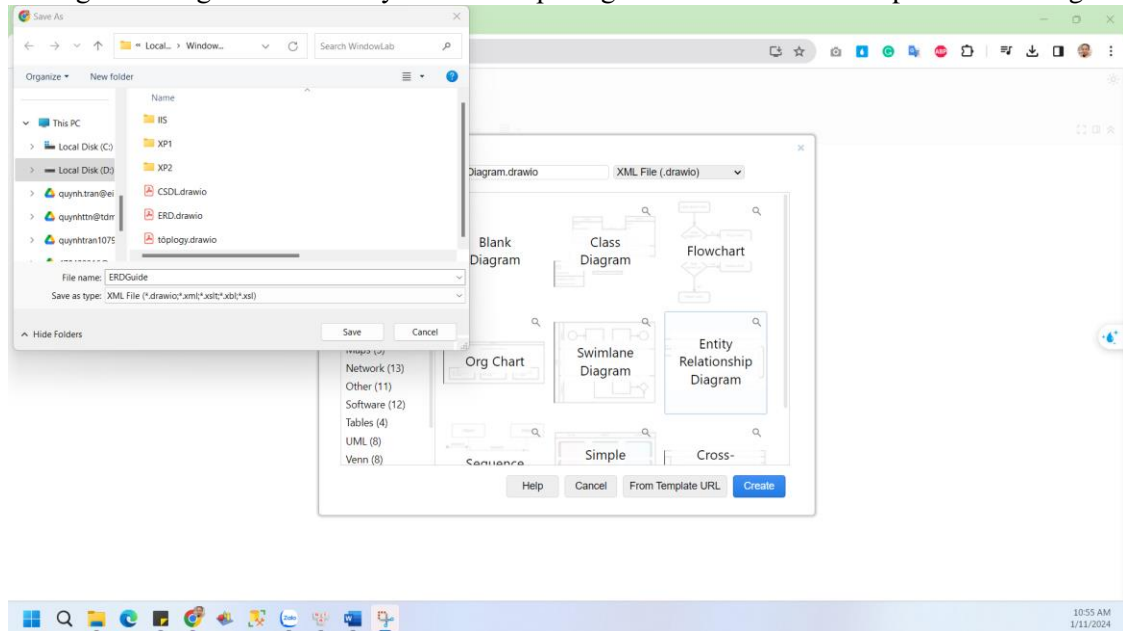 Save As
Local... > Window...
Search WindowLab
Organize
New folder
Name
This PC
Local Disk (C:)
Local Disk (D:)
quynh.tran@ei
quynhttn@tdm
quynhtran1079
IIS
XP1
XP2
CSDL.drawio
ERD.drawio
tôplogy.drawio
File name: ERDGuide
Save as type: XML File (*.drawio;*.xml;*.xslt;*.xbl;*.xsl)
Hide Folders
Save
Cancel
Diagram.drawio
XML File (.drawio)
Blank Diagram
Class Diagram
Flowchart
Org Chart
Swimlane Diagram
Entity Relationship Diagram
Sequence
Simple
Cross-
Network (13)
Other (11)
Software (12)
Tables (4)
UML (8)
Venn (8)
Help
Cancel
From Template URL
Create
10:55 AM
1/11/2024